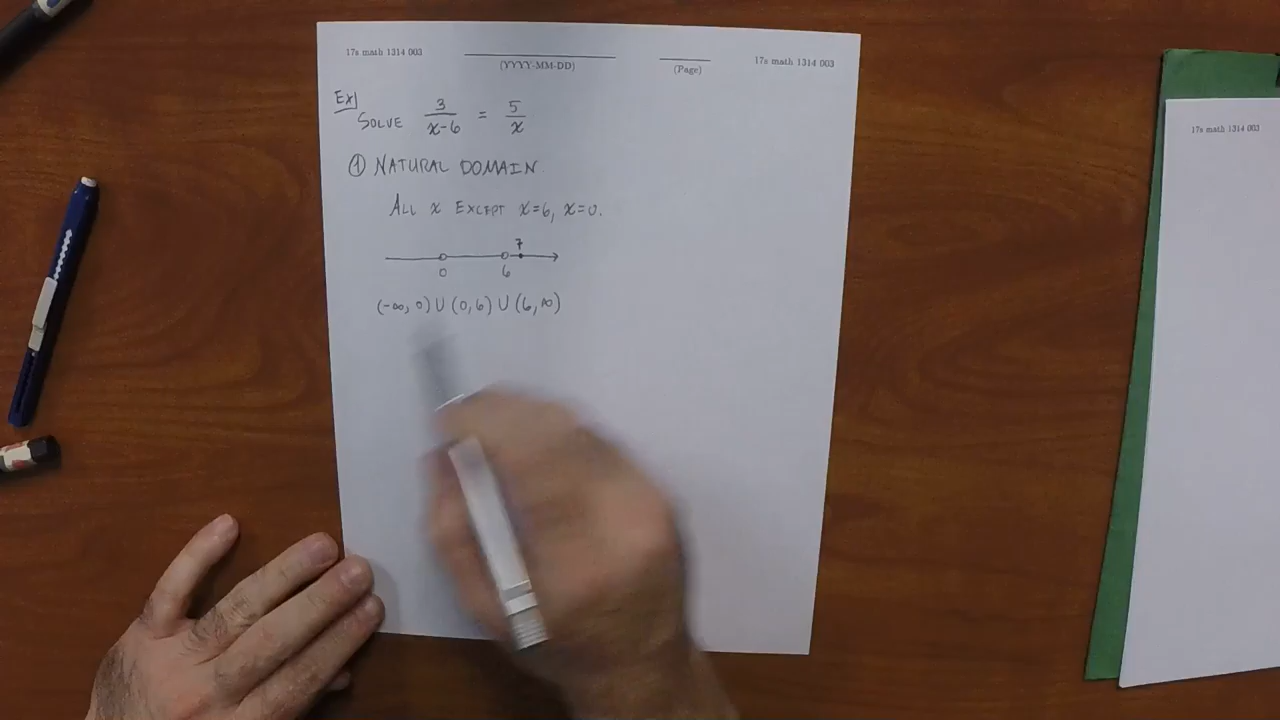 17s math 1314 003 (YYYY-MM-DD) (Page) 17s math 1314 003
Ex) SOLVE 3/(x-6) = 5/x
① NATURAL DOMAIN.
ALL x EXCEPT x=6, x=0.
7
0 6
(-∞, 0) ∪ (0, 6) ∪ (6, ∞)
17s math 1314 003